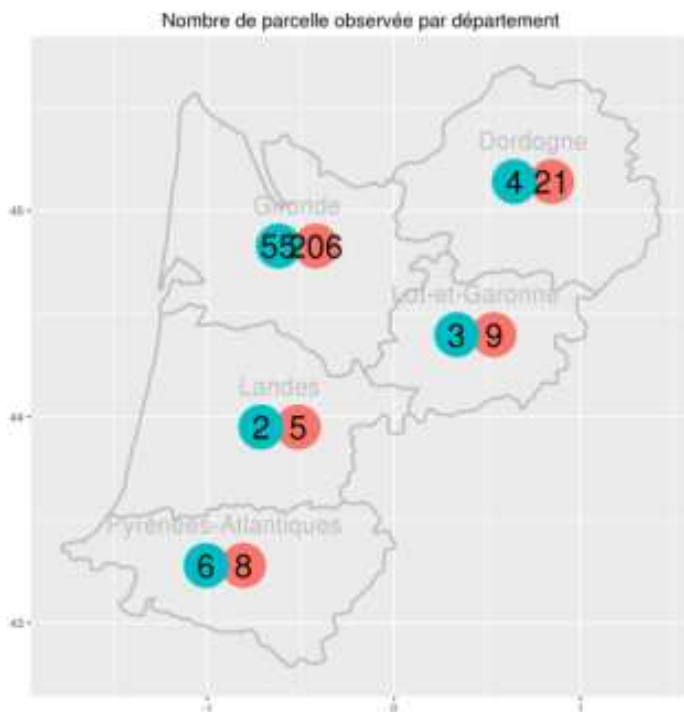 Nombre de parcelle observée par département
Dordogne
4 21
45
Gironde
55 206
Lot-et-Garonne
3 9
Landes
44
2 5
Pyrénées-Atlantiques
6 8
43
-1 0 1